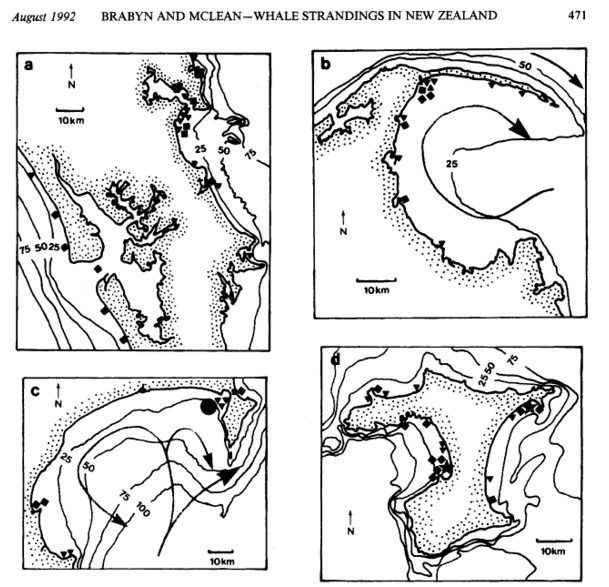 August 1992 BRABYN AND MCLEAN—WHALE STRANDINGS IN NEW ZEALAND 471
a
N
10km
25 50 75
75 50 25
b
50
25
N
10km
c
N
25
50
75
100
10km
d
25 50 75
N
10km